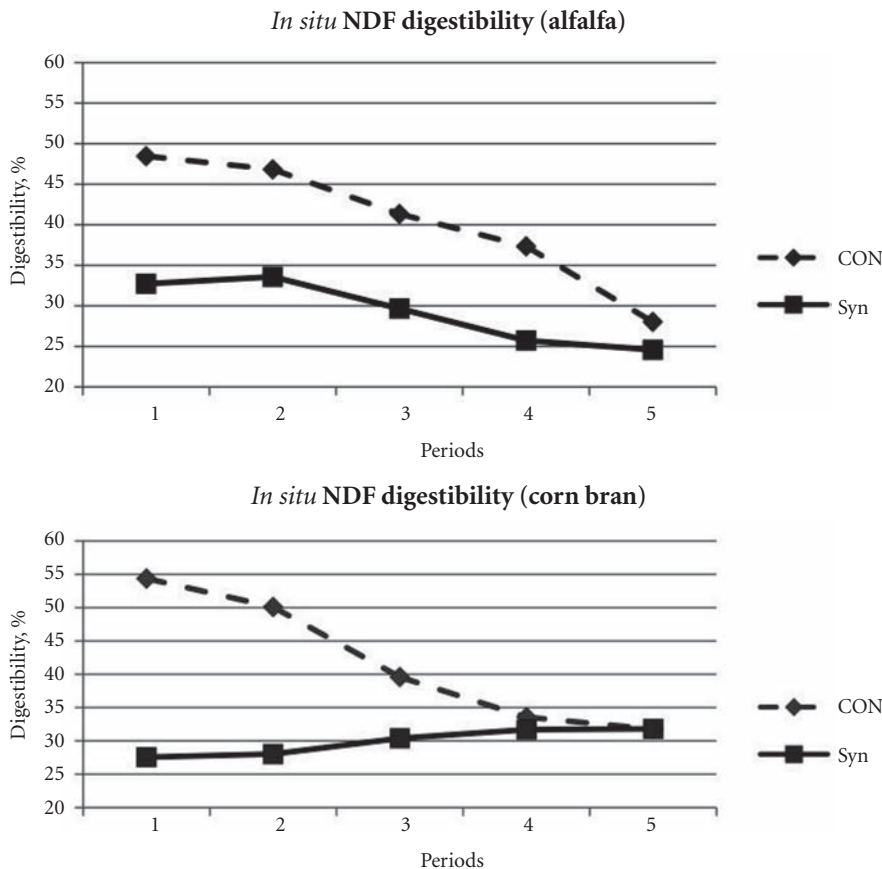 In situ NDF digestibility (alfalfa)
60
55
50
45
40
35
30
25
20
Digestibility, %
1 2 3 4 5
Periods
CON
Syn
In situ NDF digestibility (corn bran)
60
55
50
45
40
35
30
25
20
Digestibility, %
1 2 3 4 5
Periods
CON
Syn